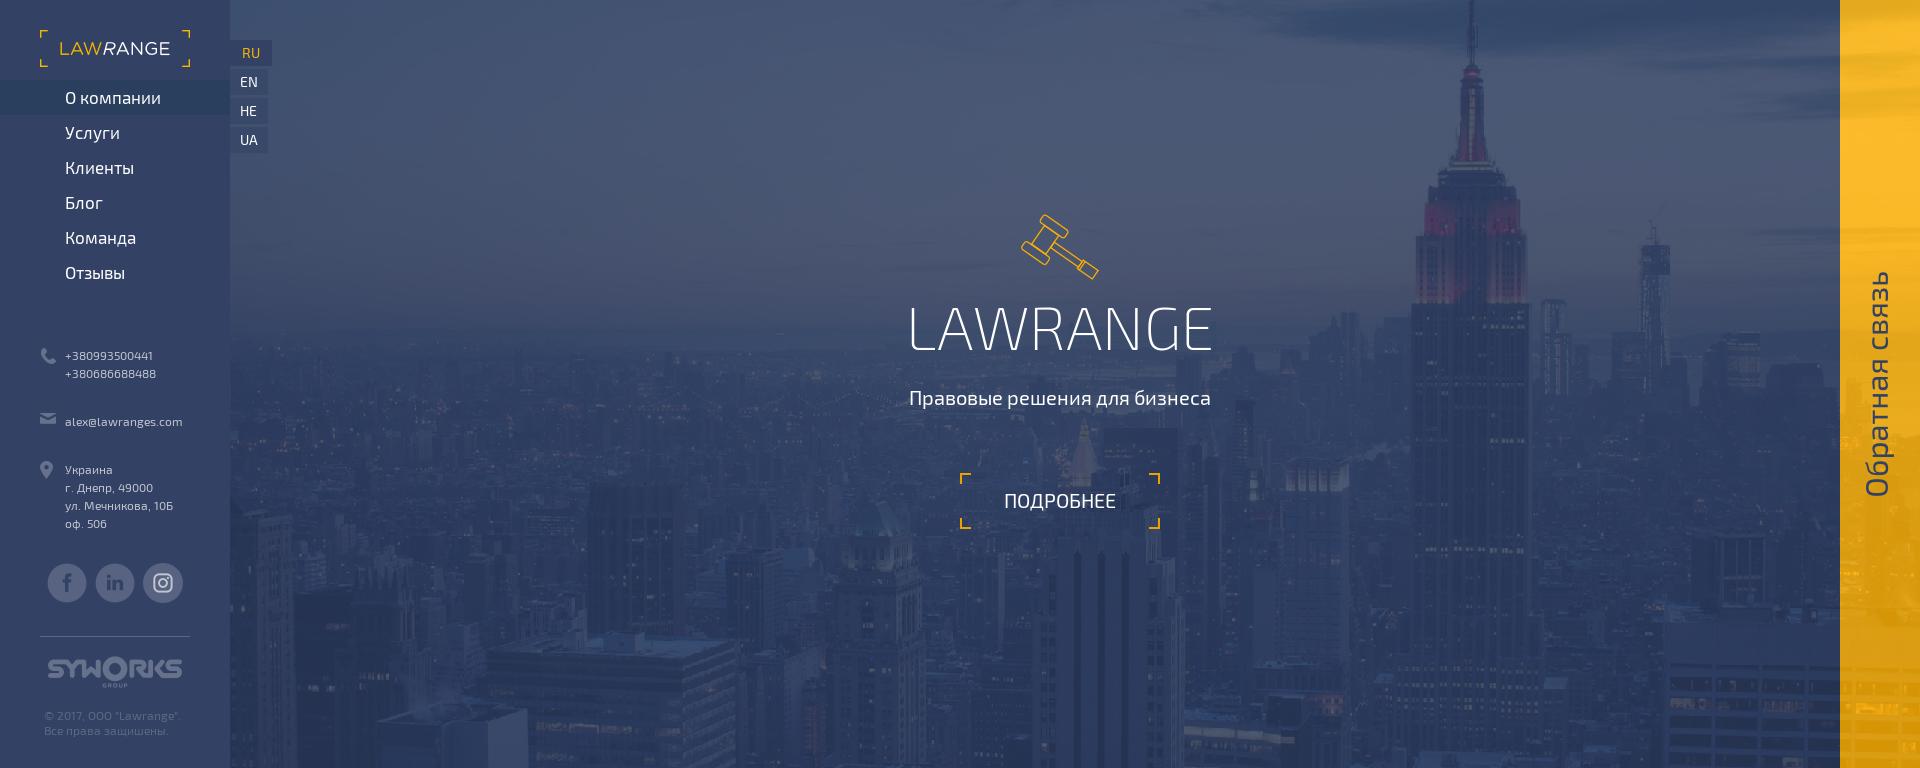 LAWRANGE
О компании
Услуги
Клиенты
Блог
Команда
Отзывы
+380993500441
+380686688488
alex@lawranges.com
Украина
г. Днепр, 49000
ул. Мечникова, 10Б
оф. 506
f
in
SYWORKS
GROUP
© 2017, ООО "Lawrange".
Все права защишены.
RU
EN
HE
UA
LAWRANGE
Правовые решения для бизнеса
ПОДРОБНЕЕ
Обратная связь